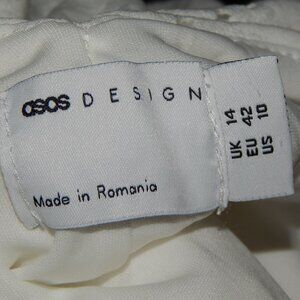 asos DESIGN
Made in Romania
UK 14
EU 42
US 10